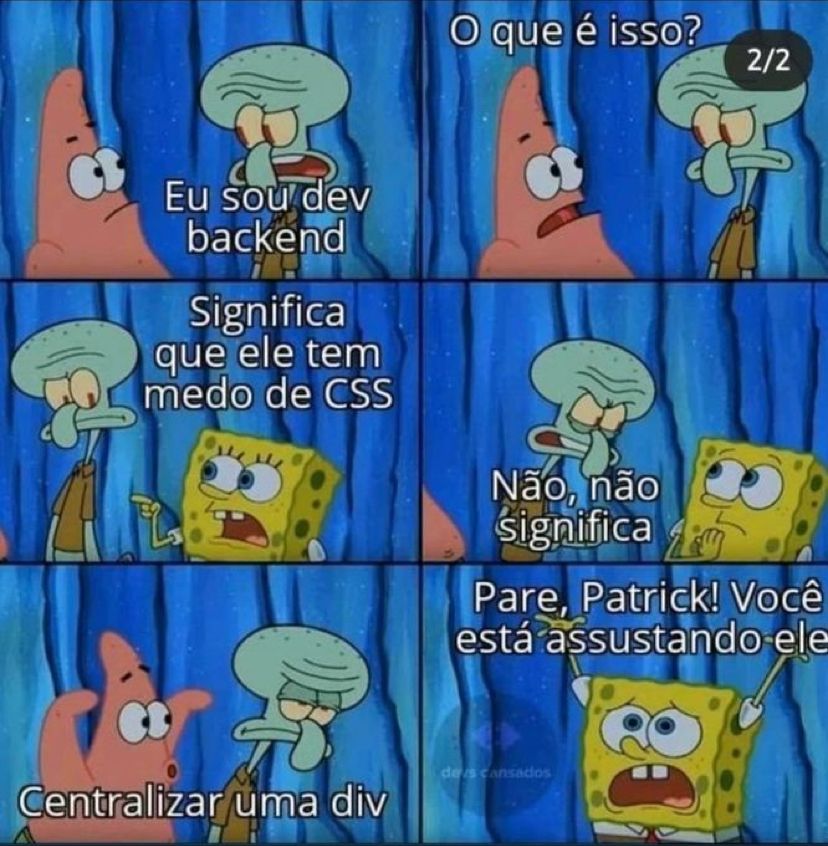 Eu sou dev
backend
O que é isso?
2/2
Significa
que ele tem
medo de CSS
Não, não
significa
Centralizar uma div
Pare, Patrick! Você
está assustando ele
devs cansados